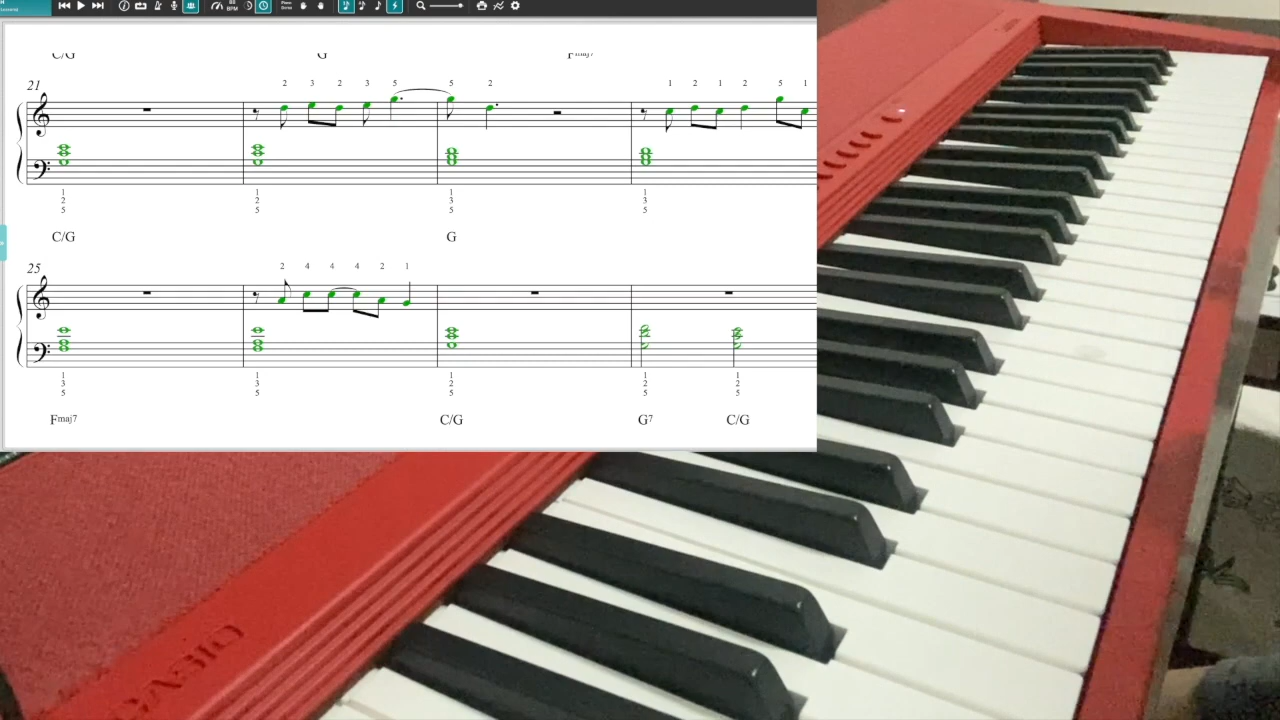 BPM
C/G G Fmaj7
21 2 3 2 3 5 5 2 1 2 1 2 5 1
1 1 1 1
2 2 3 3
5 5 5 5
C/G G
25 2 4 4 4 2 1
1 1 1 1 1
3 3 2 2 2
5 5 5 5 5
Fmaj7 C/G G7 C/G
CASIO